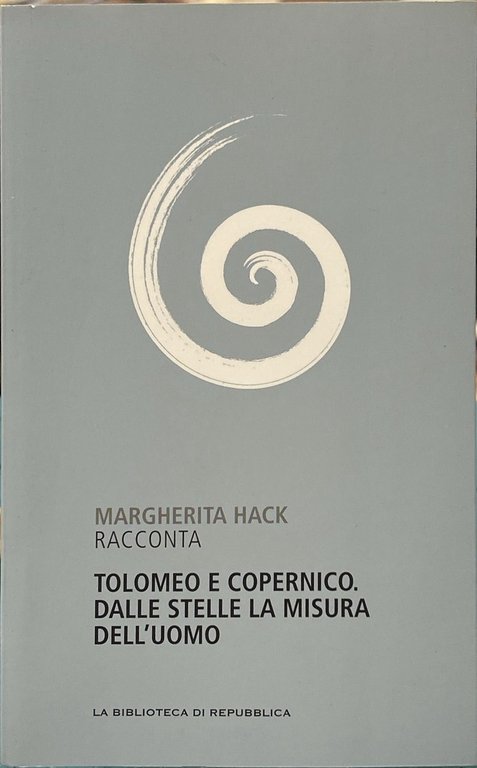 MARGHERITA HACK
RACCONTA
TOLOMEO E COPERNICO.
DALLE STELLE LA MISURA
DELL'UOMO
LA BIBLIOTECA DI REPUBBLICA